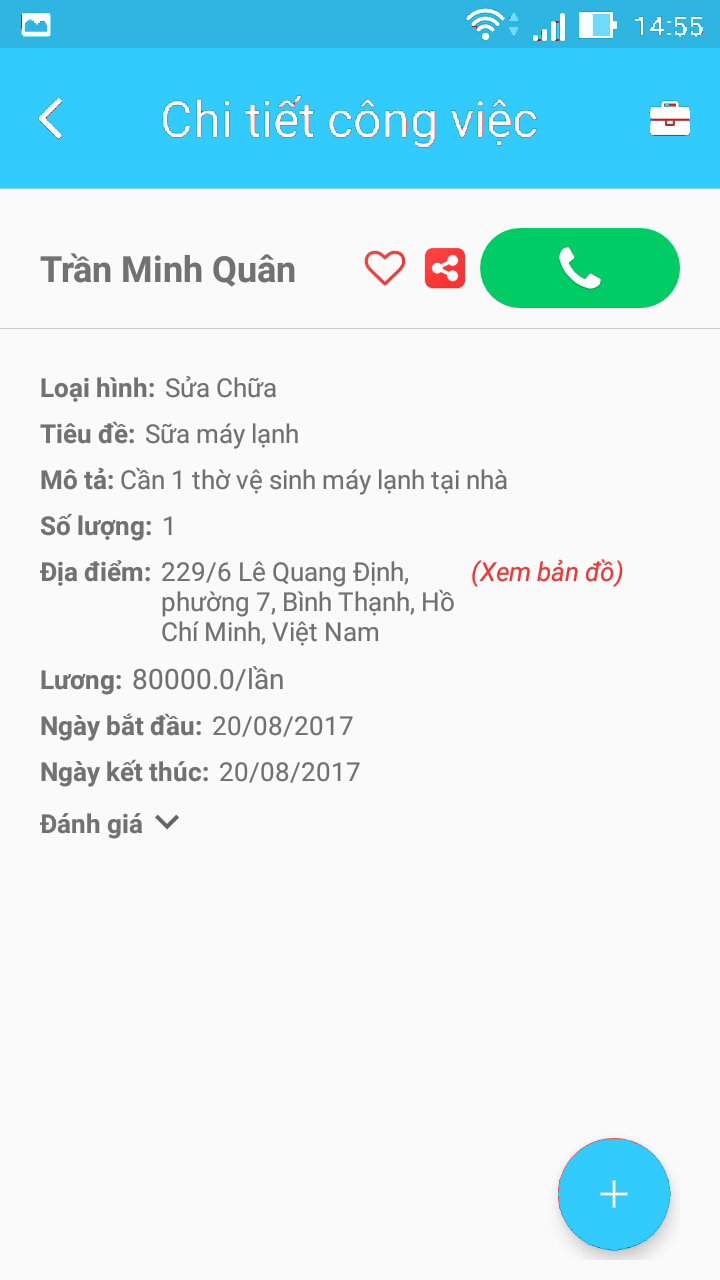 14:55
Chi tiết công việc
Trần Minh Quân
Loại hình: Sửa Chữa
Tiêu đề: Sữa máy lạnh
Mô tả: Cần 1 thờ vệ sinh máy lạnh tại nhà
Số lượng: 1
Địa điểm: 229/6 Lê Quang Định, (Xem bản đồ)
phường 7, Bình Thạnh, Hồ
Chí Minh, Việt Nam
Lương: 80000.0/lần
Ngày bắt đầu: 20/08/2017
Ngày kết thúc: 20/08/2017
Đánh giá